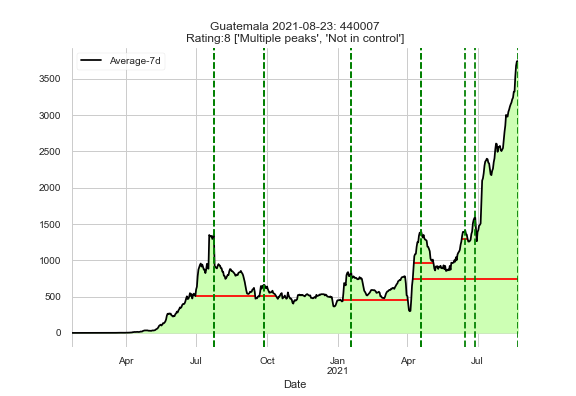 Guatemala 2021-08-23: 440007
Rating:8 ['Multiple peaks', 'Not in control']
Average-7d
3500
3000
2500
2000
1500
1000
500
0
Apr Jul Oct Jan Apr Jul
2021
Date